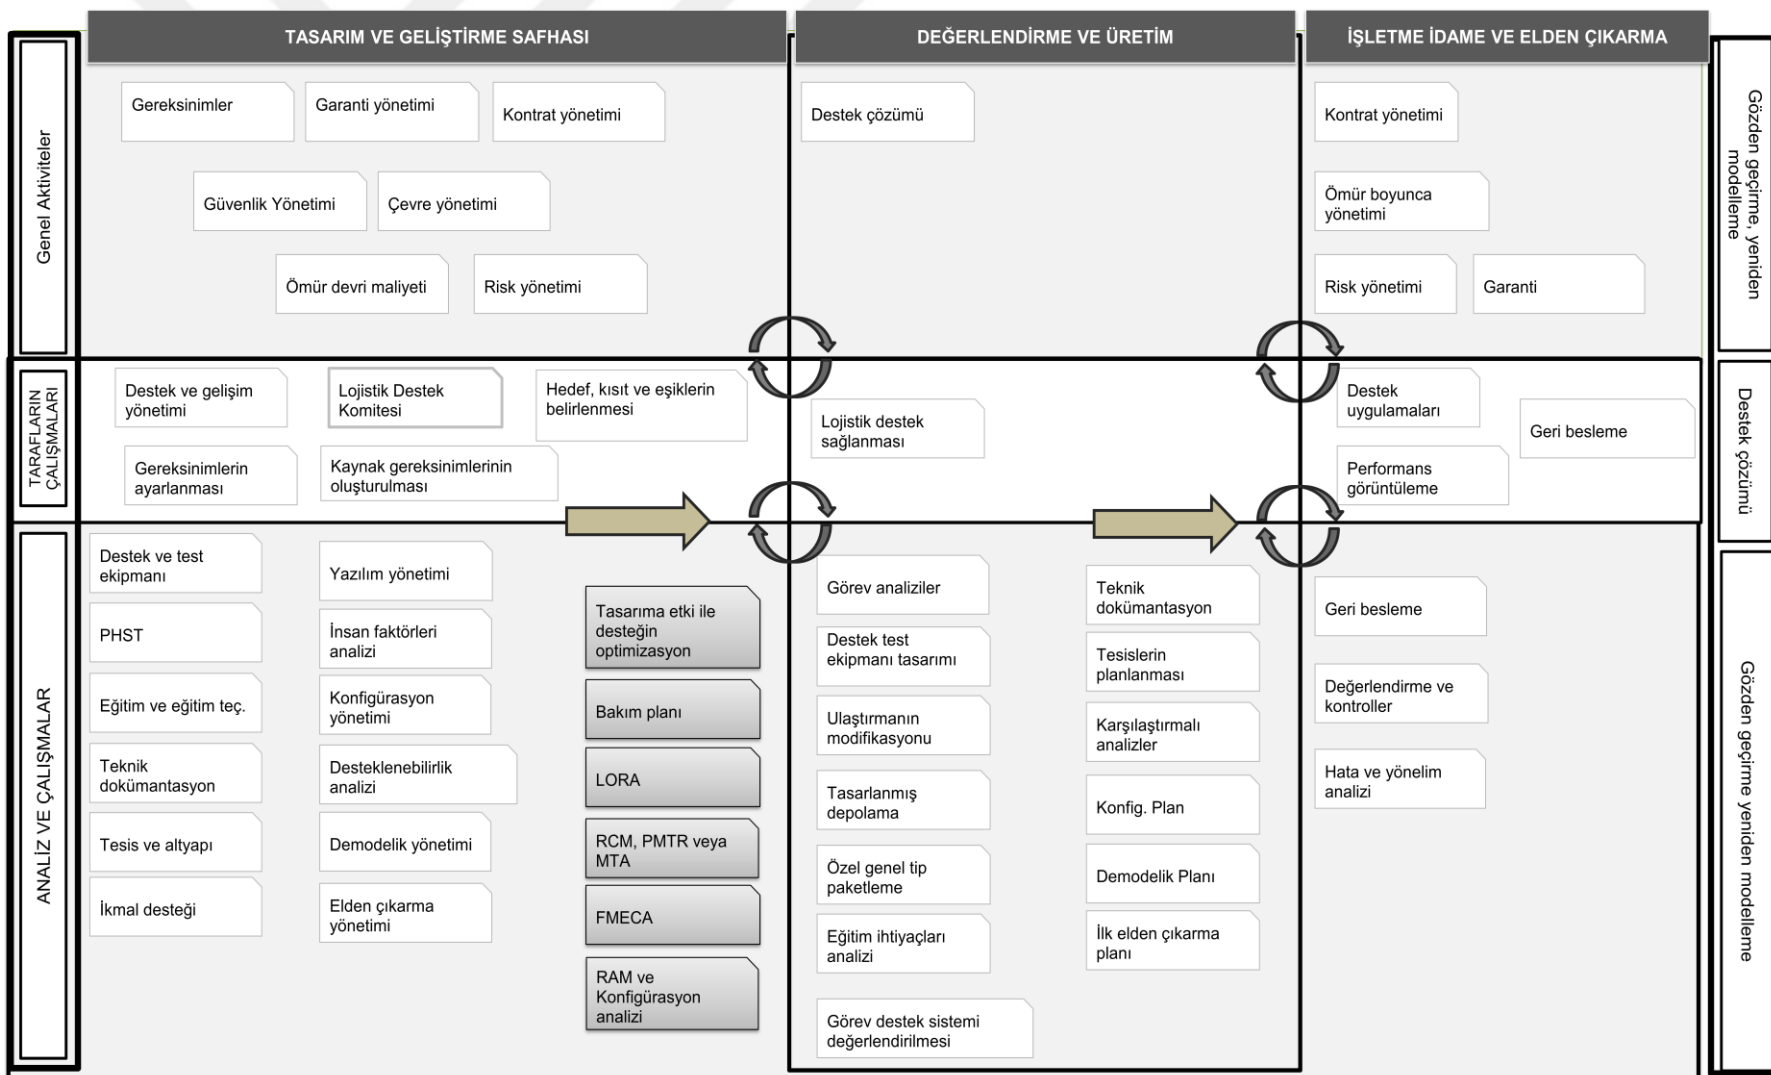 TASARIM VE GELİŞTİRME SAFHASI
DEĞERLENDİRME VE ÜRETİM
İŞLETME İDAME VE ELDEN ÇIKARMA
Genel Aktiviteler
Gereksinimler
Garanti yönetimi
Kontrat yönetimi
Güvenlik Yönetimi
Çevre yönetimi
Ömür devri maliyeti
Risk yönetimi
Destek çözümü
Kontrat yönetimi
Ömür boyunca
yönetimi
Risk yönetimi
Garanti
Gözden geçirme, yeniden
modelleme
TARAFLARIN
ÇALIŞMALARI
Destek ve gelişim
yönetimi
Lojistik Destek
Komitesi
Hedef, kısıt ve eşiklerin
belirlenmesi
Gereksinimlerin
ayarlanması
Kaynak gereksinimlerinin
oluşturulması
Lojistik destek
sağlanması
Destek
uygulamaları
Geri besleme
Performans
görüntüleme
Destek çözümü
ANALİZ VE ÇALIŞMALAR
Destek ve test
ekipmanı
PHST
Eğitim ve eğitim teç.
Teknik
dokümantasyon
Tesis ve altyapı
İkmal desteği
Yazılım yönetimi
İnsan faktörleri
analizi
Konfigürasyon
yönetimi
Desteklenebilirlik
analizi
Demodelik yönetimi
Elden çıkarma
yönetimi
Tasarıma etki ile
desteğin
optimizasyon
Bakım planı
LORA
RCM, PMTR veya
MTA
FMECA
RAM ve
Konfigürasyon
analizi
Görev analiziler
Destek test
ekipmanı tasarımı
Ulaştırmanın
modifikasyonu
Tasarlanmış
depolama
Özel genel tip
paketleme
Eğitim ihtiyaçları
analizi
Görev destek sistemi
değerlendirilmesi
Teknik
dokümantasyon
Tesislerin
planlanması
Karşılaştırmalı
analizler
Konfig. Plan
Demodelik Planı
İlk elden çıkarma
planı
Geri besleme
Değerlendirme ve
kontroller
Hata ve yönelim
analizi
Gözden geçirme yeniden modelleme